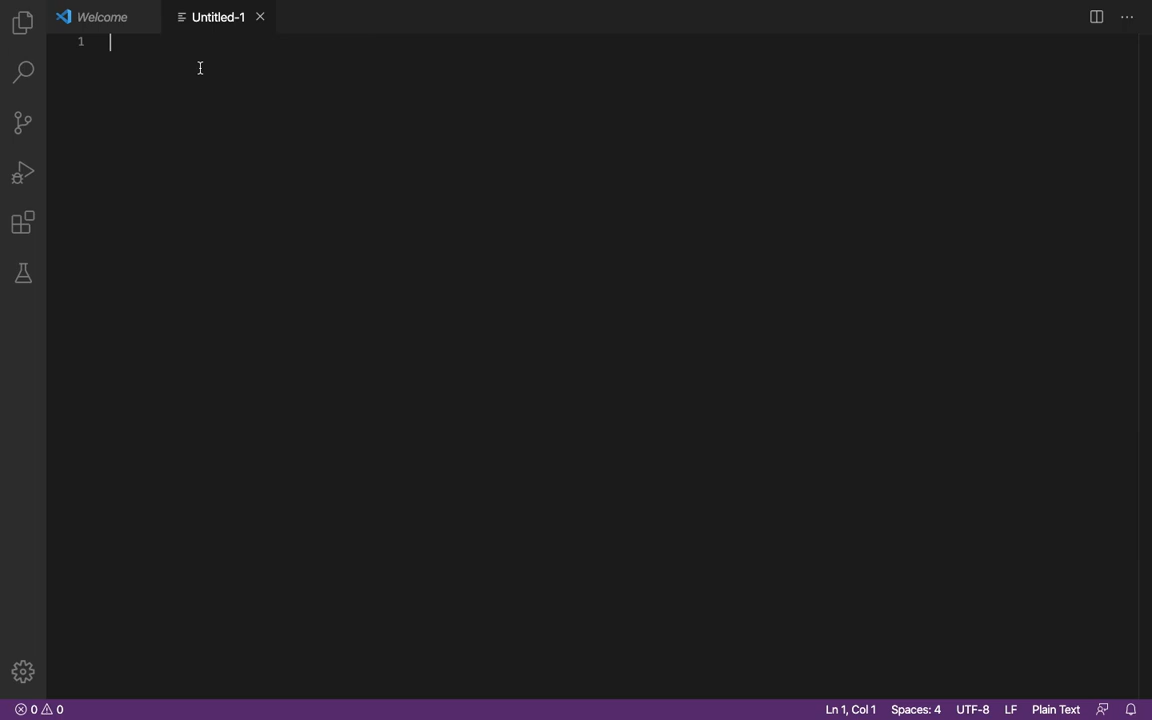 Welcome
Untitled-1
1
0 0
Ln 1, Col 1 Spaces: 4 UTF-8 LF Plain Text